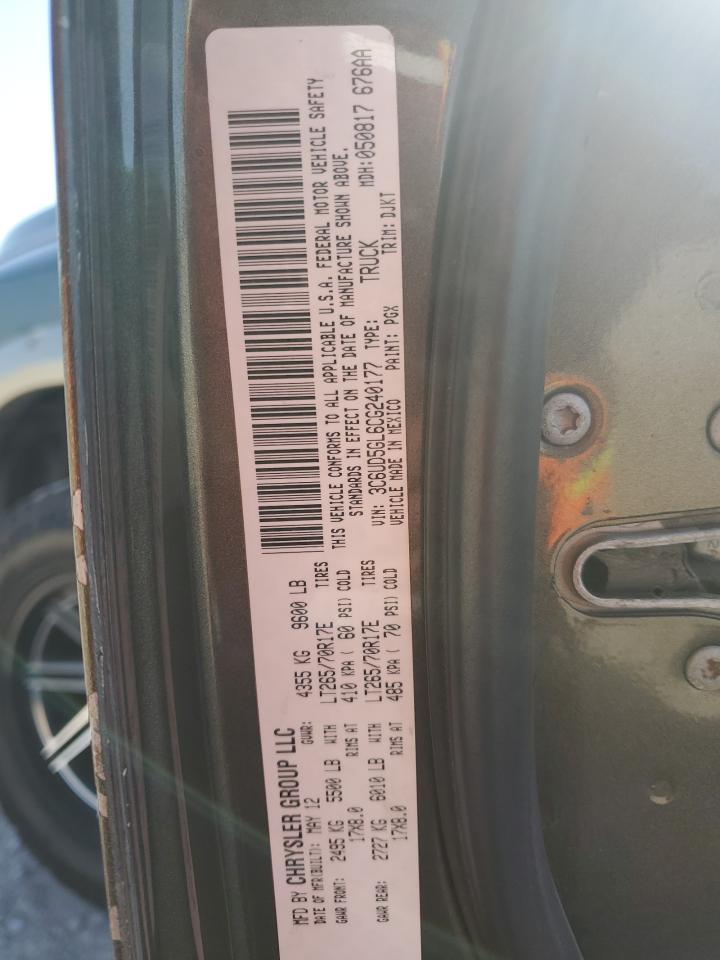 MFD BY CHRYSLER GROUP LLC
DATE OF MFR(BUILT): MAY 12 GVWR: 4355 KG 9600 LB
GAWR FRONT: 2495 KG 5500 LB WITH LT265/70R17E TIRES
17X8.0 RIMS AT 410 KPA ( 60 PSI) COLD
GAWR REAR: 2727 KG 6010 LB WITH LT265/70R17E TIRES
17X8.0 RIMS AT 485 KPA ( 70 PSI) COLD
THIS VEHICLE CONFORMS TO ALL APPLICABLE U.S.A. FEDERAL MOTOR VEHICLE SAFETY
STANDARDS IN EFFECT ON THE DATE OF MANUFACTURE SHOWN ABOVE.
VIN: 3C6UD5GL6CG240177 TYPE: TRUCK MDH:050817 676AA
VEHICLE MADE IN MEXICO PAINT: PGX TRIM: DJKT